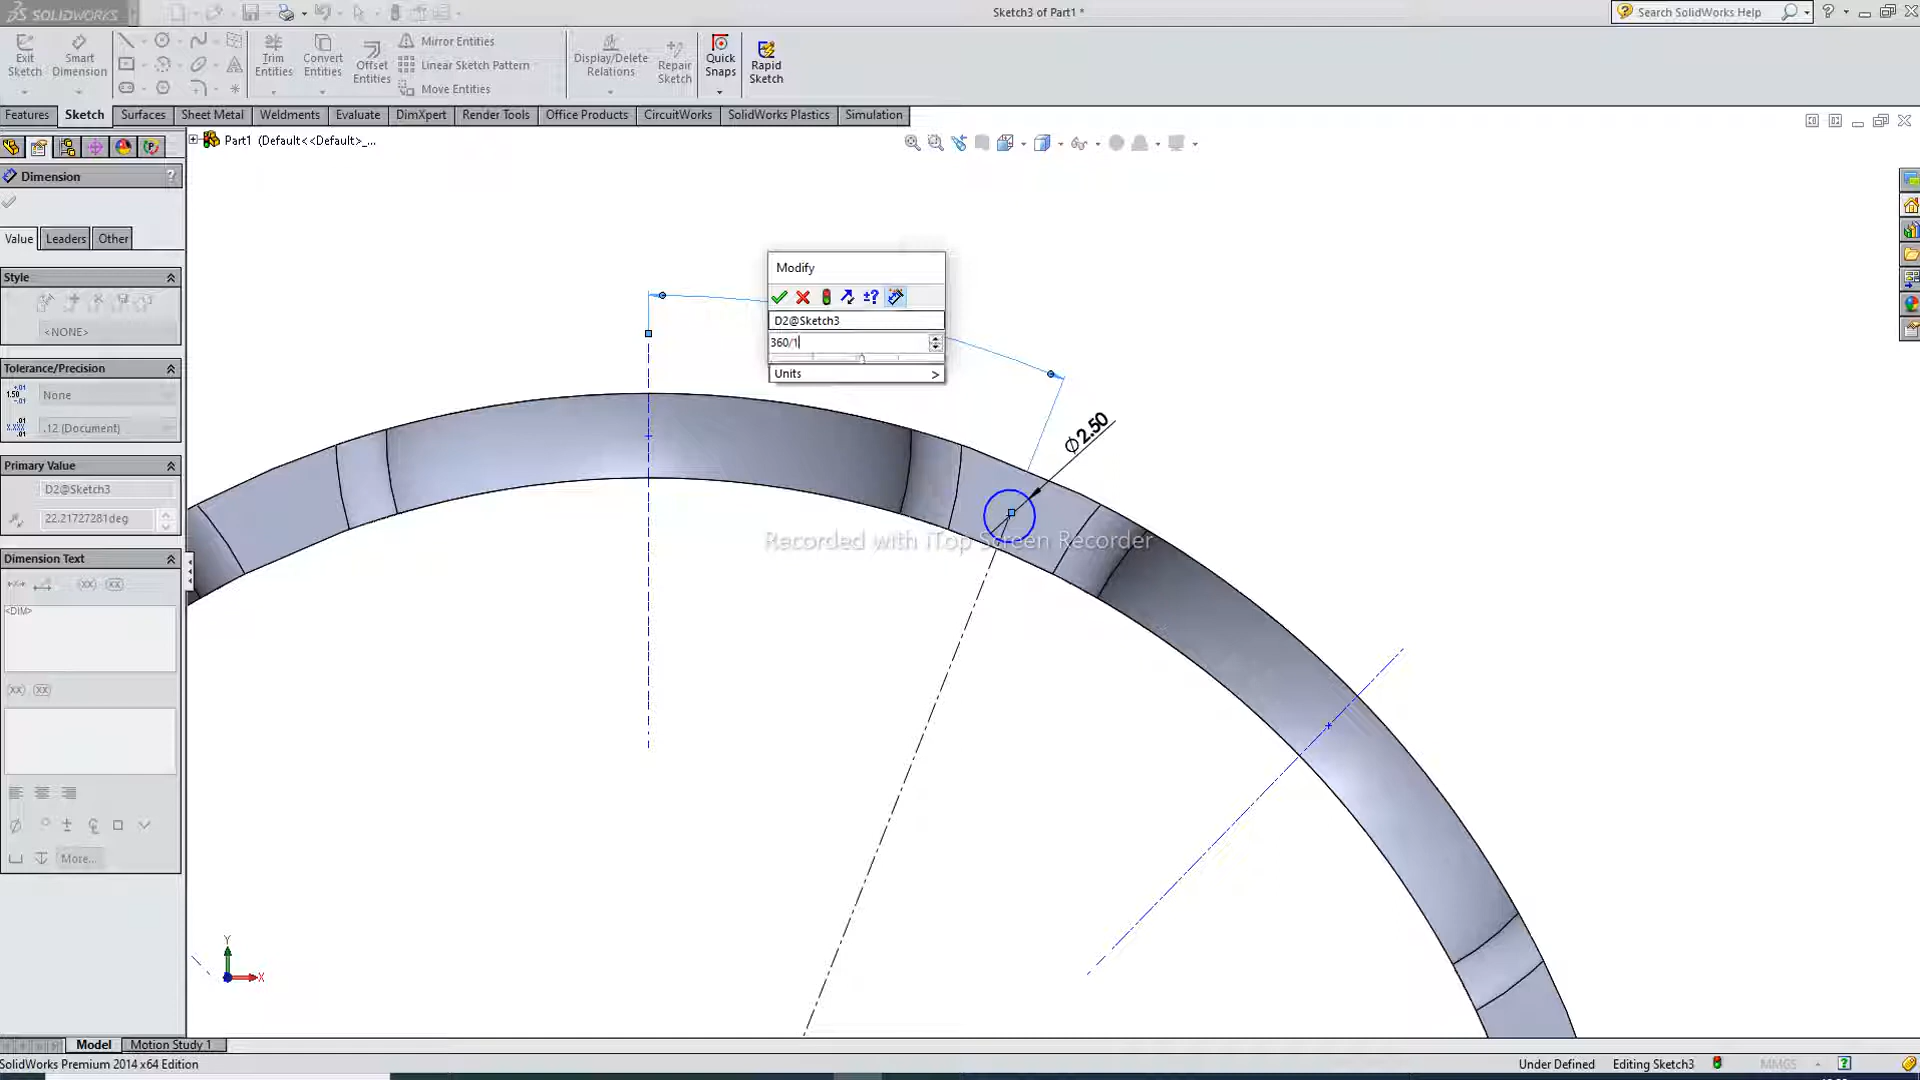 SOLIDWORKS
Sketch3 of Part1 *
Search SolidWorks Help
Exit Sketch
Smart Dimension
Trim Entities
Convert Entities
Offset Entities
Mirror Entities
Linear Sketch Pattern
Move Entities
Display/Delete Relations
Repair Sketch
Quick Snaps
Rapid Sketch
Features
Sketch
Surfaces
Sheet Metal
Weldments
Evaluate
DimXpert
Render Tools
Office Products
CircuitWorks
SolidWorks Plastics
Simulation
Part1 (Default<<Default>_...
Dimension
?
Value
Leaders
Other
Style
<NONE>
Tolerance/Precision
None
.12 (Document)
Primary Value
D2@Sketch3
22.21727281deg
Dimension Text
<DIM>
More...
Modify
D2@Sketch3
360/1
Units >
Ø2.50
Recorded with iTop Screen Recorder
Y
X
Model
Motion Study 1
SolidWorks Premium 2014 x64 Edition
Under Defined
Editing Sketch3
MMGS